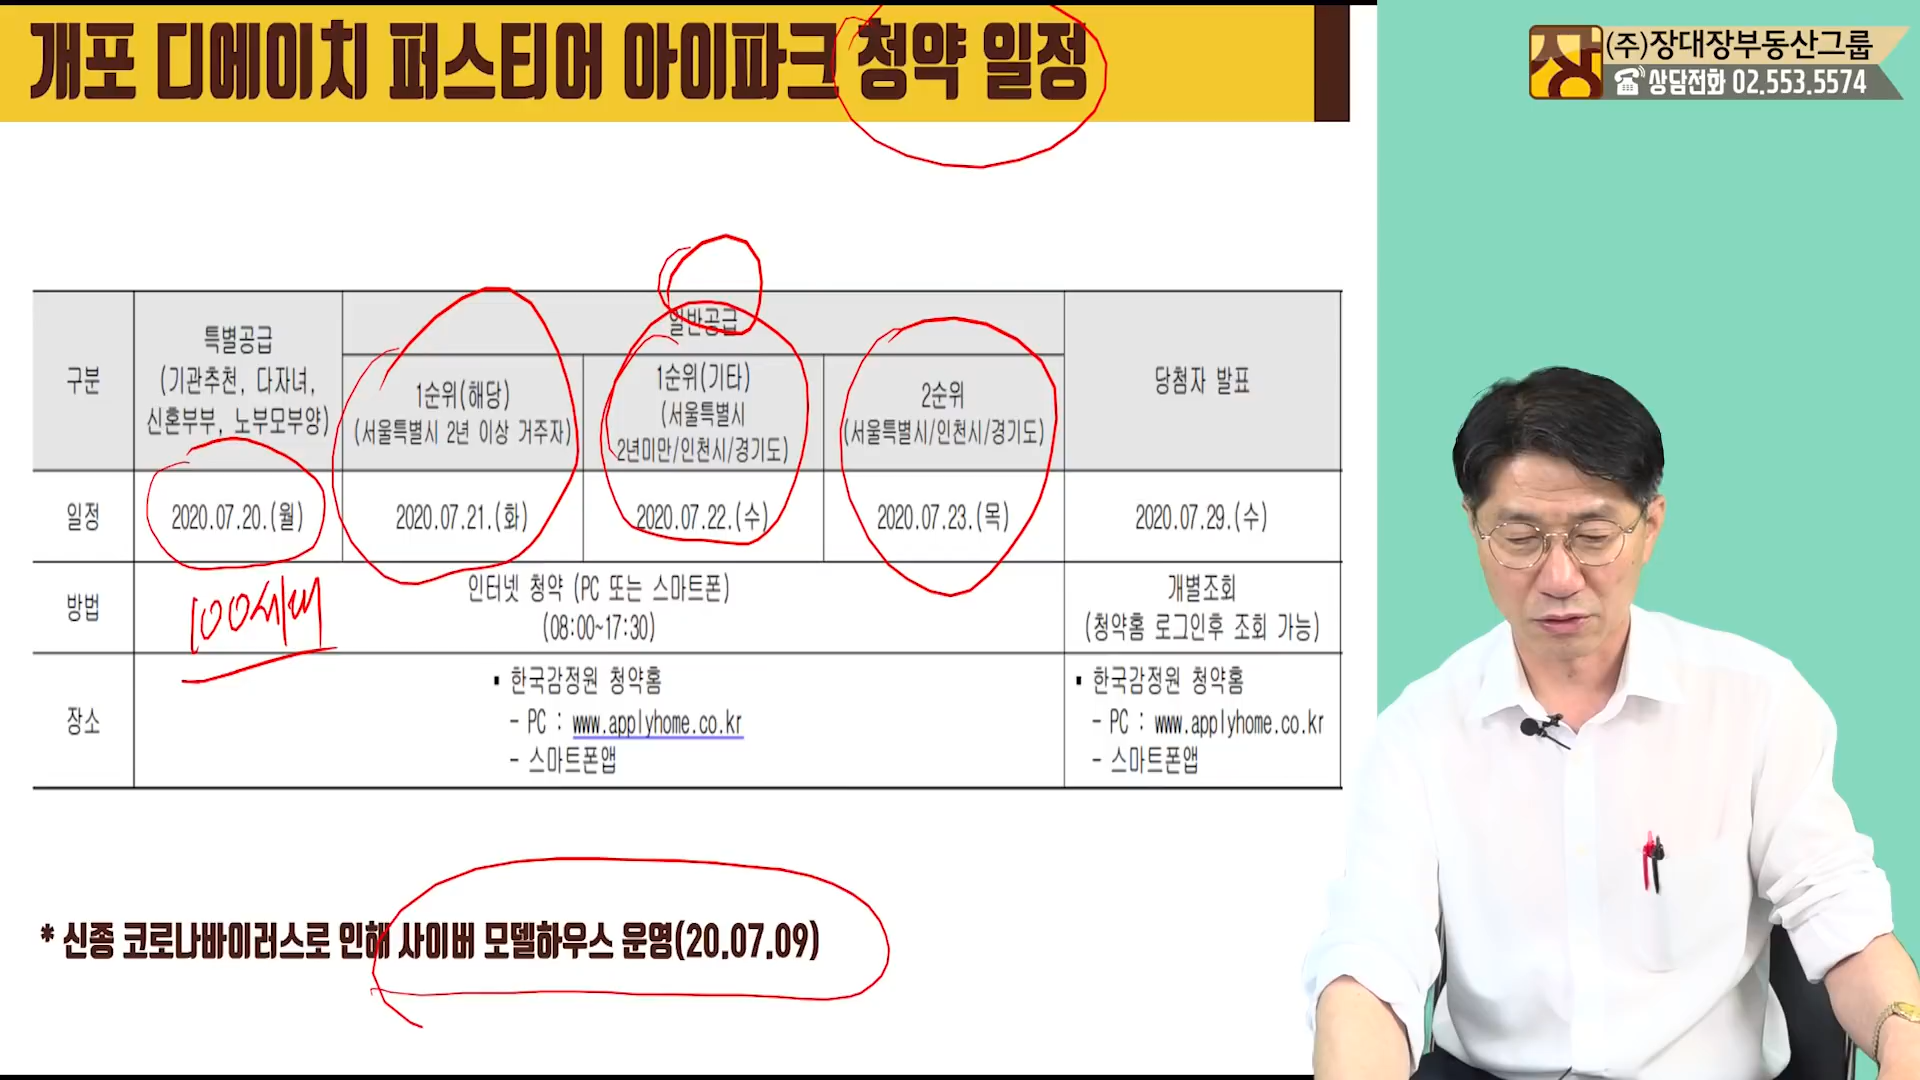 개포 디에이치 퍼스티어 아이파크 청약 일정
(주)장대장부동산그룹
상담전화 02.553.5574
장
구분
특별공급
(기관추천, 다자녀,
신혼부부, 노부모부양)
일반공급
1순위(해당)
(서울특별시 2년 이상 거주자)
1순위(기타)
(서울특별시
2년미만/인천시/경기도)
2순위
(서울특별시/인천시/경기도)
당첨자 발표
일정
2020.07.20.(월)
2020.07.21.(화)
2020.07.22.(수)
2020.07.23.(목)
2020.07.29.(수)
방법
100세대
인터넷 청약 (PC 또는 스마트폰)
(08:00~17:30)
개별조회
(청약홈 로그인후 조회 가능)
장소
▪ 한국감정원 청약홈
- PC : www.applyhome.co.kr
- 스마트폰앱
▪ 한국감정원 청약홈
- PC : www.applyhome.co.kr
- 스마트폰앱
* 신종 코로나바이러스로 인해 사이버 모델하우스 운영(20.07.09)